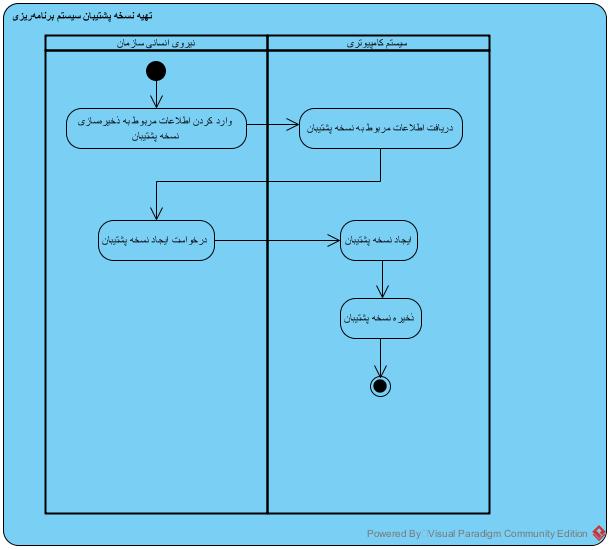 تهیه نسخه پشتیبان سیستم برنامه‌ریزی
نیروی انسانی سازمان
سیستم کامپیوتری
وارد کردن اطلاعات مربوط به ذخیره‌سازی
نسخه پشتیبان
دریافت اطلاعات مربوط به نسخه پشتیبان
درخواست ایجاد نسخه پشتیبان
ایجاد نسخه پشتیبان
ذخیره نسخه پشتیبان
Powered By Visual Paradigm Community Edition